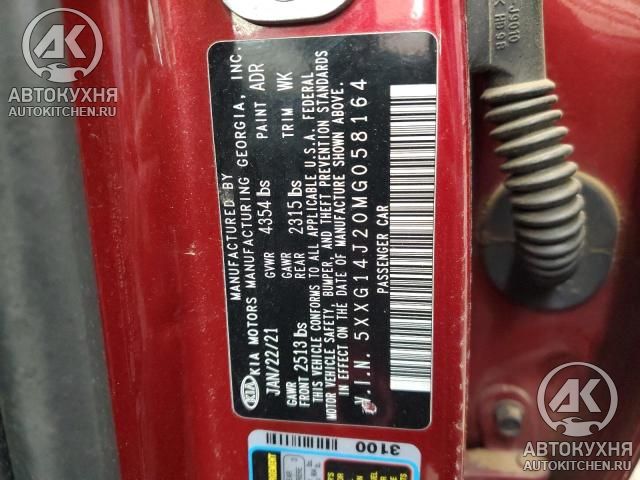 АВТОКУХНЯ
AUTOKITCHEN.RU
J9010
K H09B
KIA
MANUFACTURED BY
KIA MOTORS MANUFACTURING GEORGIA, INC.
JAN/22/21 GVWR 4354 lbs PAINT ADR
GAWR GAWR
FRONT 2513 lbs REAR 2315 lbs TRIM WK
THIS VEHICLE CONFORMS TO ALL APPLICABLE U.S.A. FEDERAL
MOTOR VEHICLE SAFETY, BUMPER, AND THEFT PREVENTION STANDARDS
IN EFFECT ON THE DATE OF MANUFACTURE SHOWN ABOVE.
V.I.N. 5XXG14J20MG058164
PASSENGER CAR
3100
АВТОКУХНЯ
AUTOKITCHEN.RU